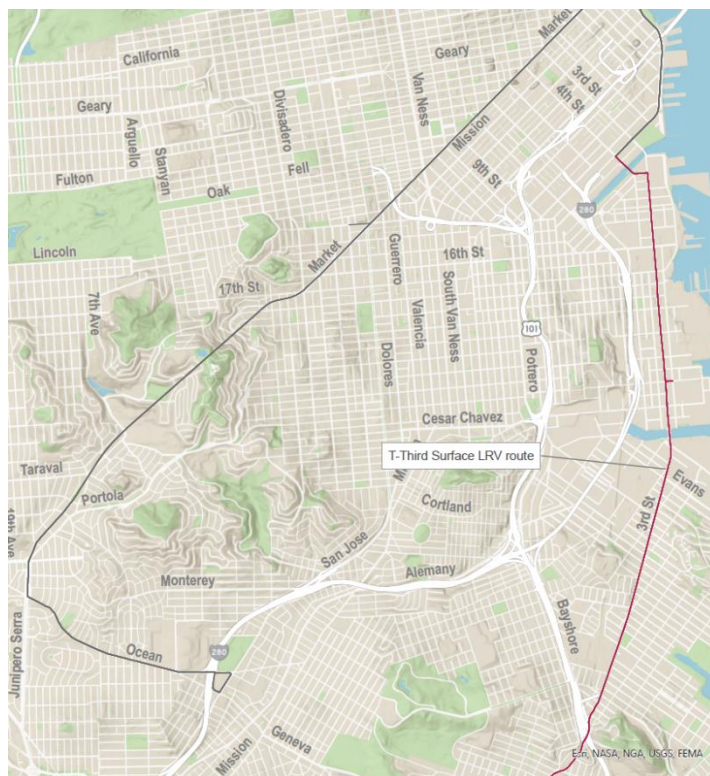 Market
California
Geary
Geary
3rd St
4th St
Van Ness
Divisadero
Mission
Arguello
Stanyan
Fell
9th St
Fulton
Oak
280
Lincoln
Market
Guerrero
16th St
17th St
7th Ave
Valencia
South Van Ness
101
Dolores
Potrero
Cesar Chavez
T-Third Surface LRV route
Taraval
Evans
Portola
Cortland
3rd St
19th Ave
San Jose
Monterey
Alemany
Bayshore
Junipero Serra
Ocean
280
Mission
Geneva
Esri, NASA, NGA, USGS, FEMA